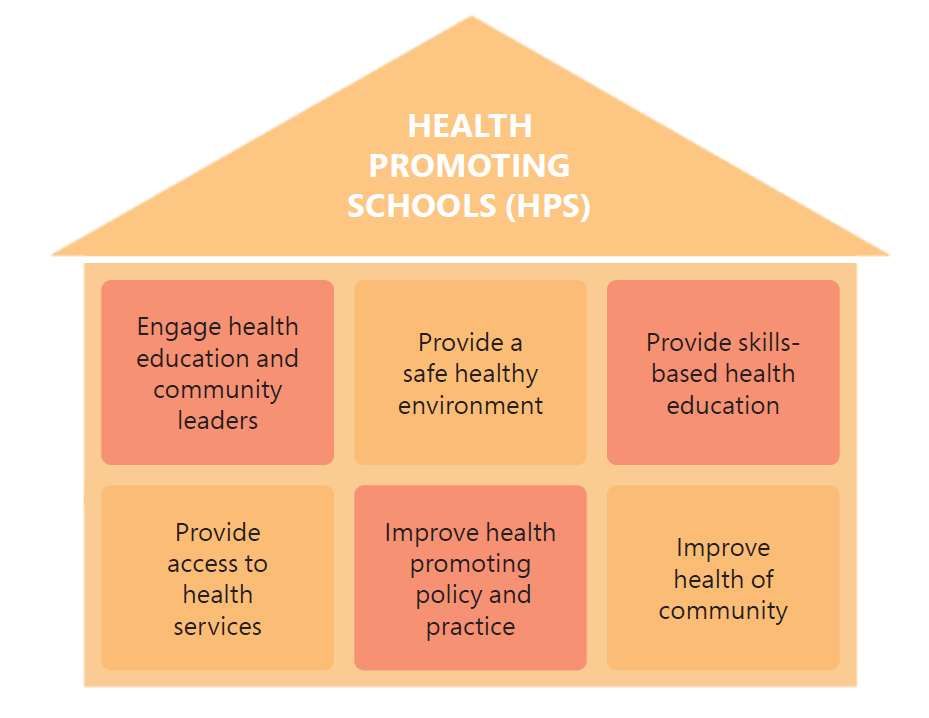 HEALTH
PROMOTING
SCHOOLS (HPS)
Engage health
education and
community
leaders
Provide a
safe healthy
environment
Provide skills-
based health
education
Provide
access to
health
services
Improve health
promoting
policy and
practice
Improve
health of
community